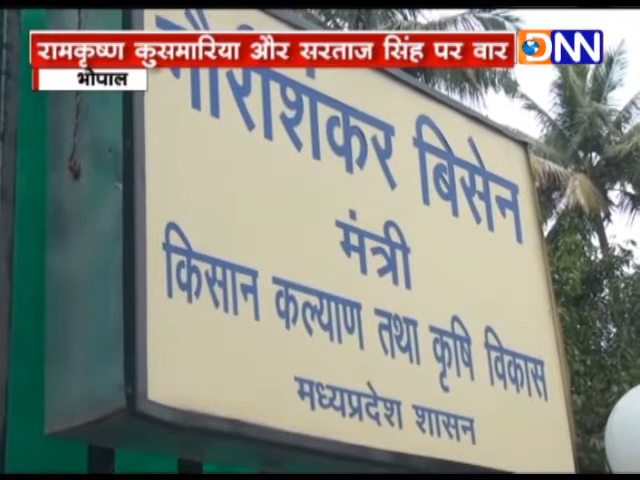 रामकृष्ण कुसमारिया और सरताज सिंह पर वार
DNN
भोपाल
गौरीशंकर बिसेन
मंत्री
किसान कल्याण तथा कृषि विकास
मध्यप्रदेश शासन